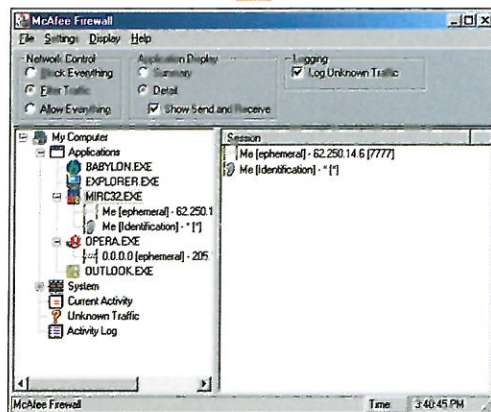 McAfee Firewall
File Settings Display Help
Network Control
Block Everything
Filter Traffic
Allow Everything
Application Display
Summary
Detail
Show Send and Receive
Logging
Log Unknown Traffic
My Computer
Applications
BABYLON.EXE
EXPLORER.EXE
MIRC32.EXE
Me [ephemeral] - 62.250.1
Me [Identification] - * [*]
OPERA.EXE
0.0.0.0 [ephemeral] - 205.
OUTLOOK.EXE
System
Current Activity
Unknown Traffic
Activity Log
Session
Me [ephemeral] - 62.250.14.6 [7777]
Me [Identification] - * [*]
McAfee Firewall
Time: 3:40:45 PM